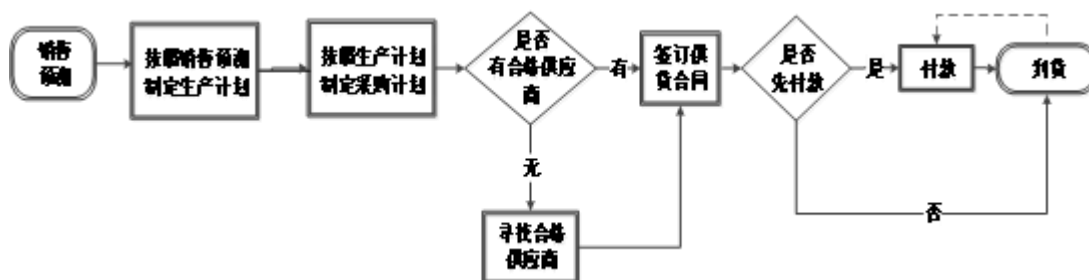 销售
预测
按照销售预测
制定生产计划
按照生产计划
制定采购计划
是否
有合格供应
商
有
签订供
货合同
是否
先付款
是
付款
到货
无
寻找合格
供应商
否